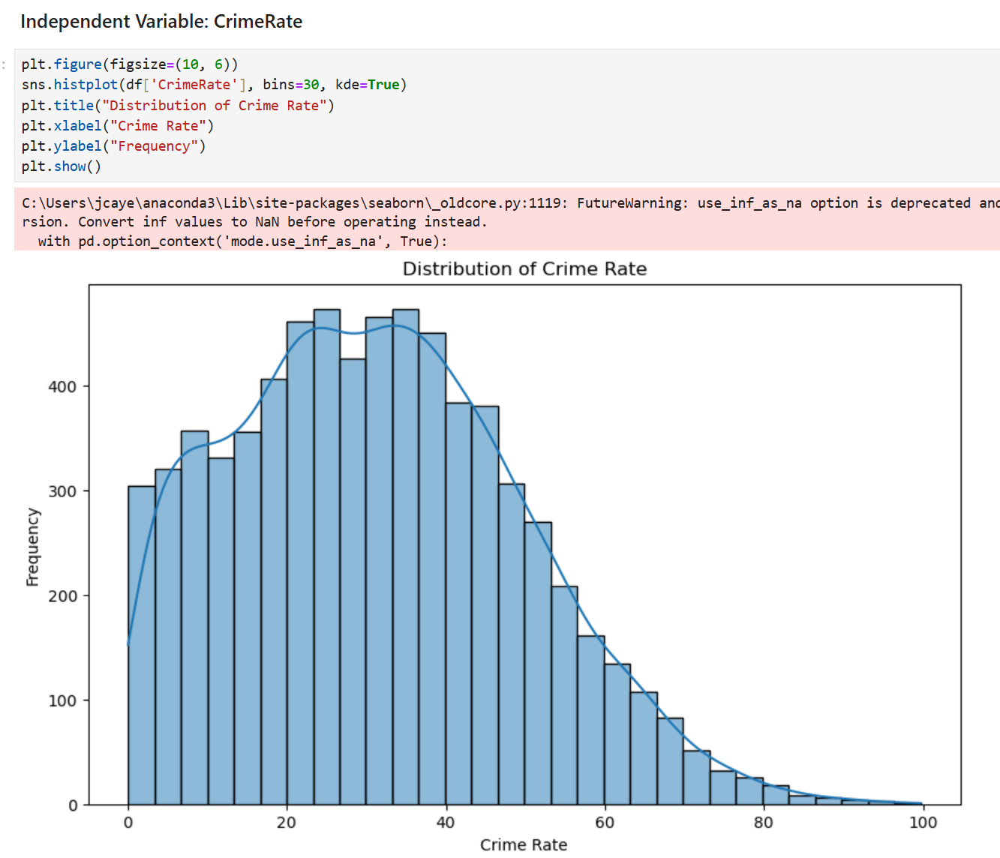 Independent Variable: CrimeRate
:
plt.figure(figsize=(10, 6))
sns.histplot(df['CrimeRate'], bins=30, kde=True)
plt.title("Distribution of Crime Rate")
plt.xlabel("Crime Rate")
plt.ylabel("Frequency")
plt.show()
C:\Users\jcaye\anaconda3\Lib\site-packages\seaborn\_oldcore.py:1119: FutureWarning: use_inf_as_na option is deprecated and
rsion. Convert inf values to NaN before operating instead.
  with pd.option_context('mode.use_inf_as_na', True):
Distribution of Crime Rate
400
300
200
100
0
Frequency
0 20 40 60 80 100
Crime Rate